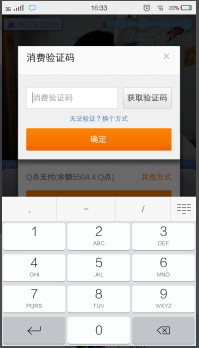 16:33
20%
消费验证码
消费验证码
获取验证码
无法验证？换个方式
确定
Q点支付(余额5504.4 Q点)
其他方式
. - /
1 2 3
ABC DEF
4 5 6
GHI JKL MNO
7 8 9
PQRS TUV WXYZ
0